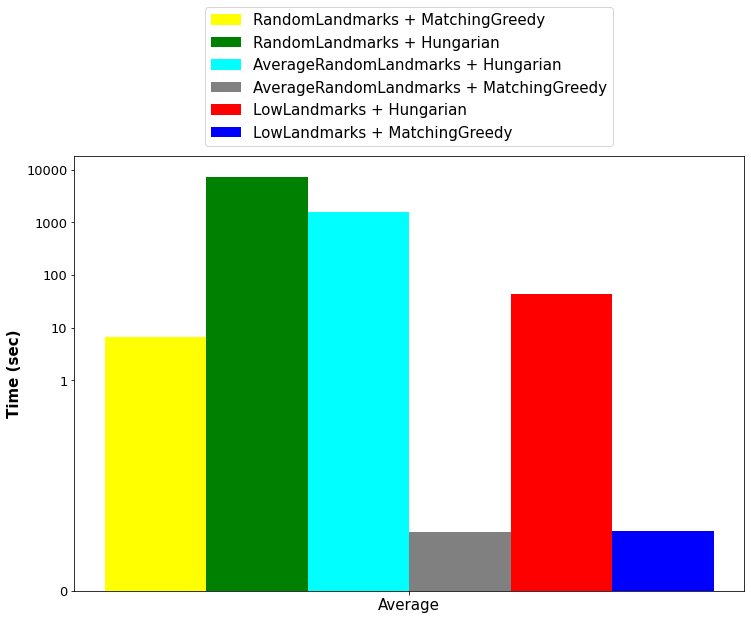 RandomLandmarks + MatchingGreedy
RandomLandmarks + Hungarian
AverageRandomLandmarks + Hungarian
AverageRandomLandmarks + MatchingGreedy
LowLandmarks + Hungarian
LowLandmarks + MatchingGreedy
10000
1000
100
10
1
0
Time (sec)
Average